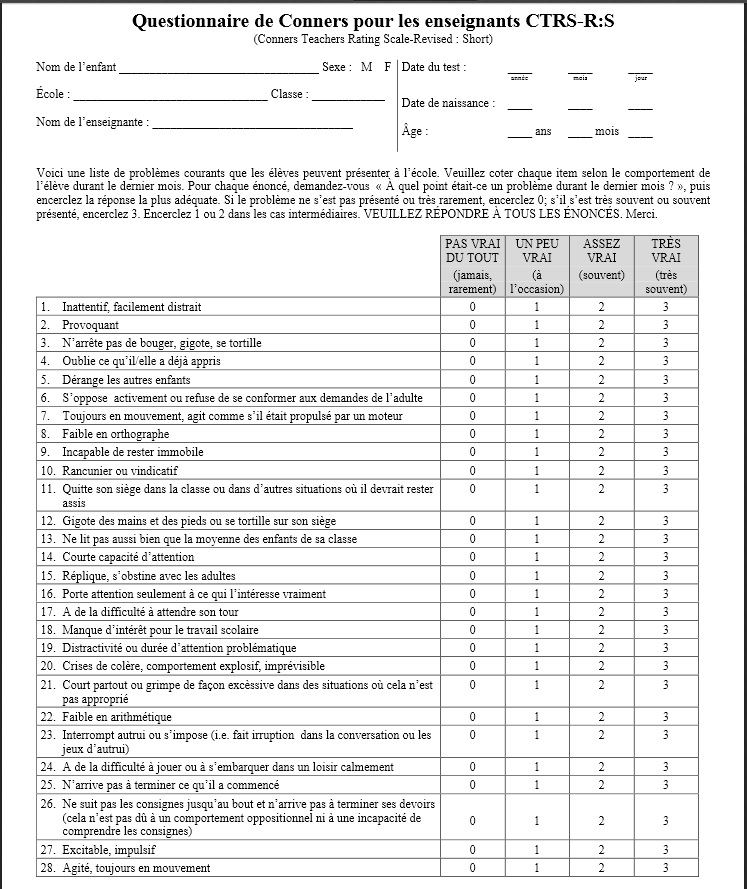 Questionnaire de Conners pour les enseignants CTRS-R:S
(Conners Teachers Rating Scale-Revised : Short)
Nom de l'enfant ________________________________ Sexe : M F
École : ________________________________ Classe : ____________
Nom de l'enseignante : ________________________________
Date du test : ____ ____ ____
année mois jour
Date de naissance : ____ ____ ____
Âge : ____ ans ____ mois ____
Voici une liste de problèmes courants que les élèves peuvent présenter à l'école. Veuillez coter chaque item selon le comportement de
l'élève durant le dernier mois. Pour chaque énoncé, demandez-vous « À quel point était-ce un problème durant le dernier mois ? », puis
encerclez la réponse la plus adéquate. Si le problème ne s'est pas présenté ou très rarement, encerclez 0; s'il s'est très souvent ou souvent
présenté, encerclez 3. Encerclez 1 ou 2 dans les cas intermédiaires. VEUILLEZ RÉPONDRE À TOUS LES ÉNONCÉS. Merci.
PAS VRAI DU TOUT (jamais, rarement) UN PEU VRAI (à l'occasion) ASSEZ VRAI (souvent) TRÈS VRAI (très souvent)
1. Inattentif, facilement distrait 0 1 2 3
2. Provoquant 0 1 2 3
3. N'arrête pas de bouger, gigote, se tortille 0 1 2 3
4. Oublie ce qu'il/elle a déjà appris 0 1 2 3
5. Dérange les autres enfants 0 1 2 3
6. S'oppose activement ou refuse de se conformer aux demandes de l'adulte 0 1 2 3
7. Toujours en mouvement, agit comme s'il était propulsé par un moteur 0 1 2 3
8. Faible en orthographe 0 1 2 3
9. Incapable de rester immobile 0 1 2 3
10. Rancunier ou vindicatif 0 1 2 3
11. Quitte son siège dans la classe ou dans d'autres situations où il devrait rester 0 1 2 3
assis
12. Gigote des mains et des pieds ou se tortille sur son siège 0 1 2 3
13. Ne lit pas aussi bien que la moyenne des enfants de sa classe 0 1 2 3
14. Courte capacité d'attention 0 1 2 3
15. Réplique, s'obstine avec les adultes 0 1 2 3
16. Porte attention seulement à ce qui l'intéresse vraiment 0 1 2 3
17. A de la difficulté à attendre son tour 0 1 2 3
18. Manque d'intérêt pour le travail scolaire 0 1 2 3
19. Distractivité ou durée d'attention problématique 0 1 2 3
20. Crises de colère, comportement explosif, imprévisible 0 1 2 3
21. Court partout ou grimpe de façon excèssive dans des situations où cela n'est 0 1 2 3
pas approprié
22. Faible en arithmétique 0 1 2 3
23. Interrompt autrui ou s'impose (i.e. fait irruption dans la conversation ou les 0 1 2 3
jeux d'autrui)
24. A de la difficulté à jouer ou à s'embarquer dans un loisir calmement 0 1 2 3
25. N'arrive pas à terminer ce qu'il a commencé 0 1 2 3
26. Ne suit pas les consignes jusqu'au bout et n'arrive pas à terminer ses devoirs
(cela n'est pas dû à un comportement oppositionnel ni à une incapacité de 0 1 2 3
comprendre les consignes)
27. Excitable, impulsif 0 1 2 3
28. Agité, toujours en mouvement 0 1 2 3